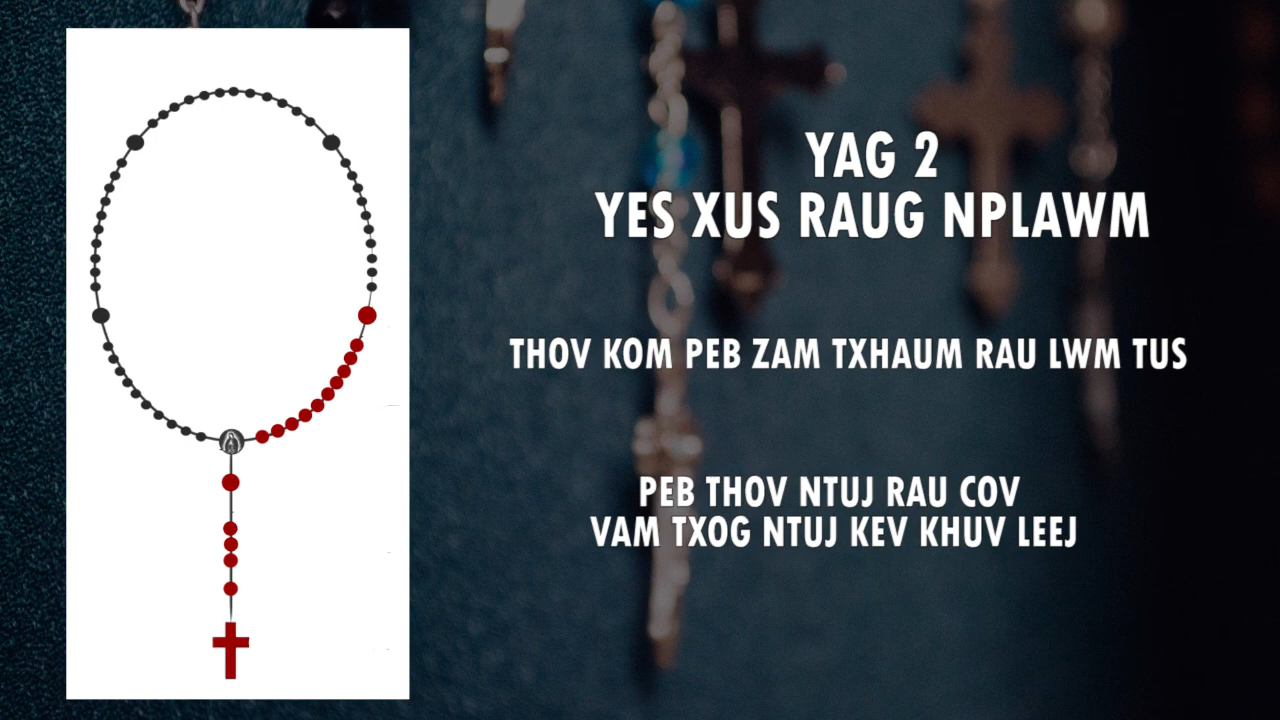 YAG 2
YES XUS RAUG NPLAWM
THOV KOM PEB ZAM TXHAUM RAU LWM TUS
PEB THOV NTUJ RAU COV
VAM TXOG NTUJ KEV KHUV LEEJ